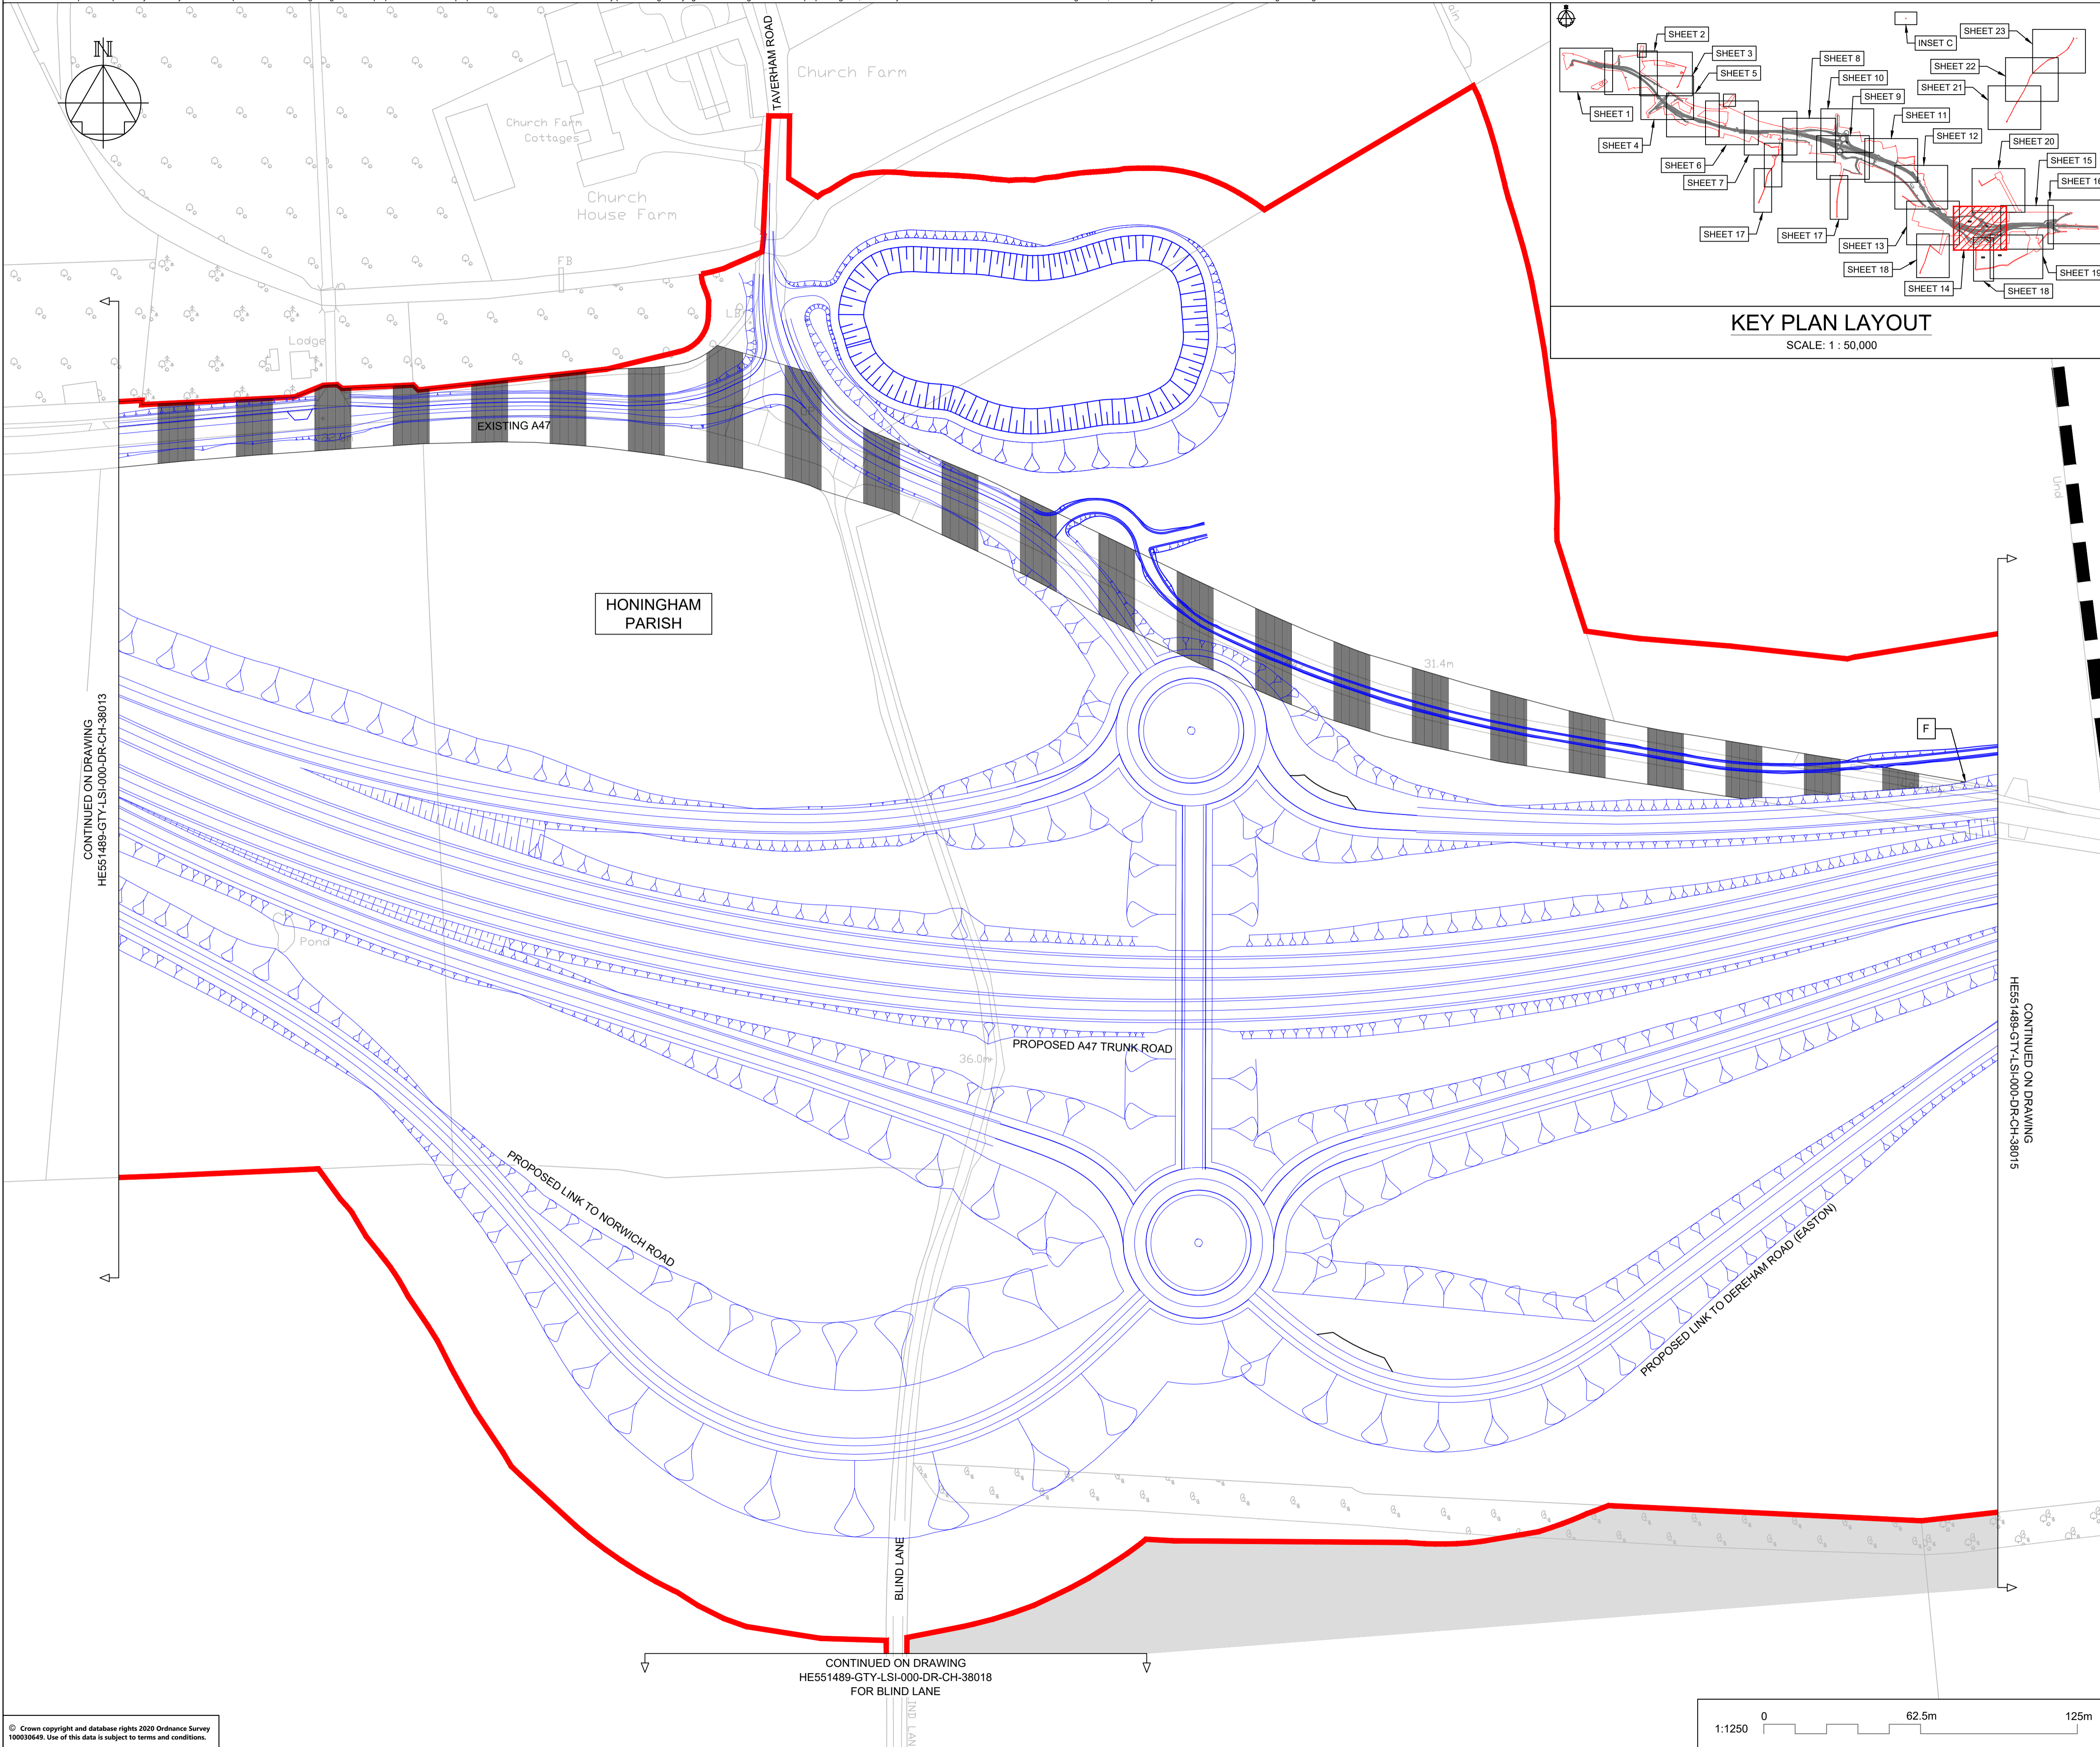 N
TAVERHAM ROAD
Church Farm
Church Farm
Cottages
Church
House Farm
FB
LB
Lodge
EXISTING A47
HONINGHAM
PARISH
31.4m
F
Und
CONTINUED ON DRAWING
HE551489-GTY-LSI-000-DR-CH-38013
Pond
36.0m+
PROPOSED A47 TRUNK ROAD
CONTINUED ON DRAWING
HE551489-GTY-LSI-000-DR-CH-38015
PROPOSED LINK TO NORWICH ROAD
PROPOSED LINK TO DEREHAM ROAD (EASTON)
BLIND LANE
CONTINUED ON DRAWING
HE551489-GTY-LSI-000-DR-CH-38018
FOR BLIND LANE
IND LAN
© Crown copyright and database rights 2020 Ordnance Survey
100030649. Use of this data is subject to terms and conditions.
1:1250
0
62.5m
125m
SHEET 1
SHEET 2
SHEET 3
SHEET 5
SHEET 4
SHEET 6
SHEET 7
SHEET 8
SHEET 10
SHEET 9
SHEET 11
SHEET 12
SHEET 17
SHEET 17
SHEET 13
SHEET 18
SHEET 14
SHEET 18
SHEET 19
SHEET 16
SHEET 15
SHEET 20
SHEET 21
SHEET 22
SHEET 23
INSET C
KEY PLAN LAYOUT
SCALE: 1 : 50,000